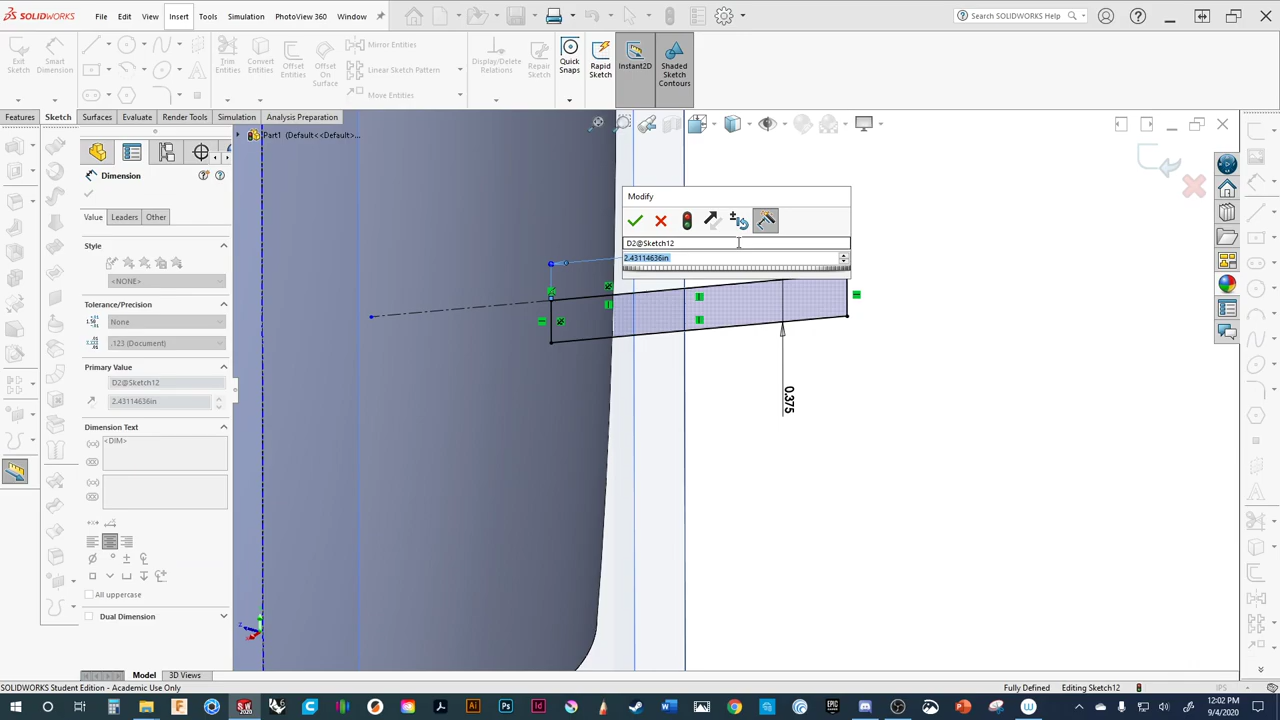 SOLIDWORKS File Edit View Insert Tools Simulation PhotoView 360 Window Search SOLIDWORKS Help
Exit Sketch
Smart Dimension
Trim Entities
Convert Entities
Offset Entities
Offset On Surface
Mirror Entities
Linear Sketch Pattern
Move Entities
Display/Delete Relations
Repair Sketch
Quick Snaps
Rapid Sketch
Instant2D
Shaded Sketch Contours
Features Sketch Surfaces Evaluate Render Tools Simulation Analysis Preparation
Part1 (Default<<Default>...
Dimension
Value Leaders Other
Style
<NONE>
Tolerance/Precision
None
.123 (Document)
Primary Value
D2@Sketch12
2.43114636in
Dimension Text
<DIM>
All uppercase
Dual Dimension
Modify
D2@Sketch12
2.43114636in
0.375
Model 3D Views
SOLIDWORKS Student Edition - Academic Use Only
Fully Defined Editing Sketch12 IPS
12:02 PM
9/4/2020